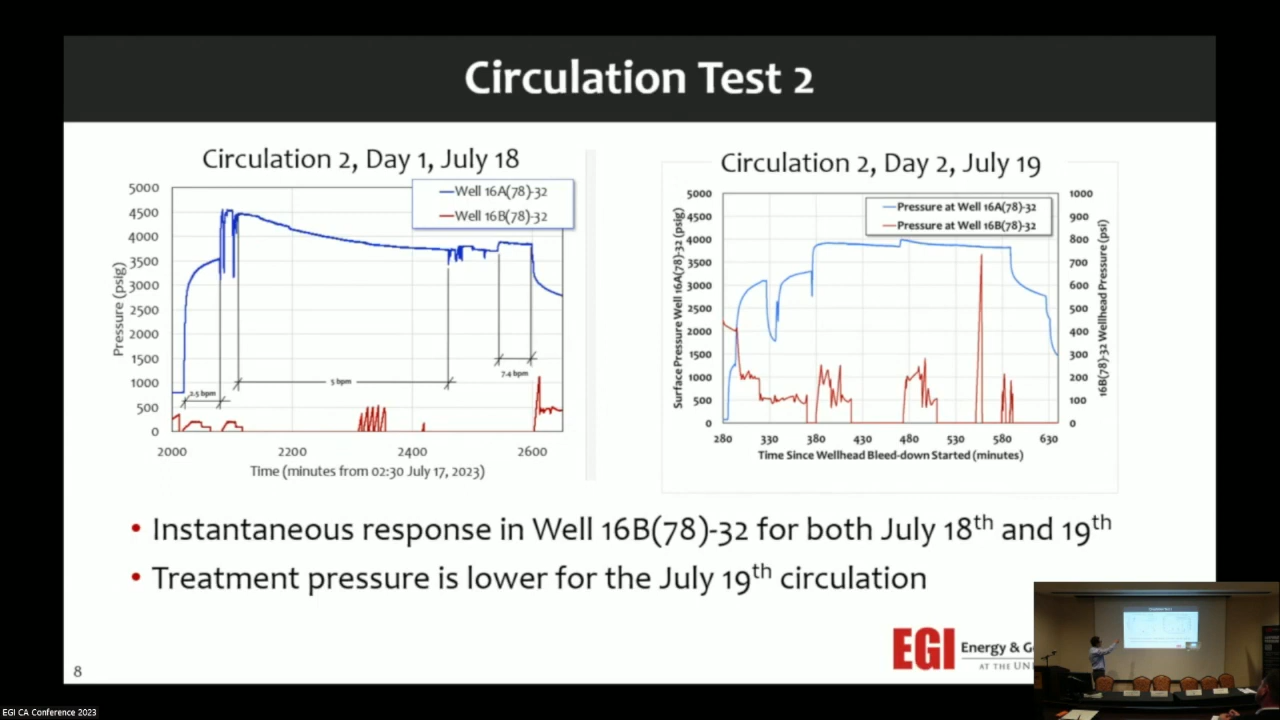 Circulation Test 2
Circulation 2, Day 1, July 18
5000
4500
4000
3500
3000
2500
2000
1500
1000
500
0
Pressure (psig)
Well 16A(78)-32
Well 16B(78)-32
2.5 bpm
5 bpm
7.4 bpm
2000
2200
2400
2600
Time (minutes from 02:30 July 17, 2023)
Circulation 2, Day 2, July 19
5000
4500
4000
3500
3000
2500
2000
1500
1000
500
0
Surface Pressure Well 16A(78)-32 (psig)
Pressure at Well 16A(78)-32
Pressure at Well 16B(78)-32
1000
900
800
700
600
500
400
300
200
100
0
16B(78)-32 Wellhead Pressure (psi)
280
330
380
430
480
530
580
630
Time Since Wellhead Bleed-down Started (minutes)
• Instantaneous response in Well 16B(78)-32 for both July 18th and 19th
• Treatment pressure is lower for the July 19th circulation
EGI
Energy & G
AT THE UN
8
EGI CA Conference 2023